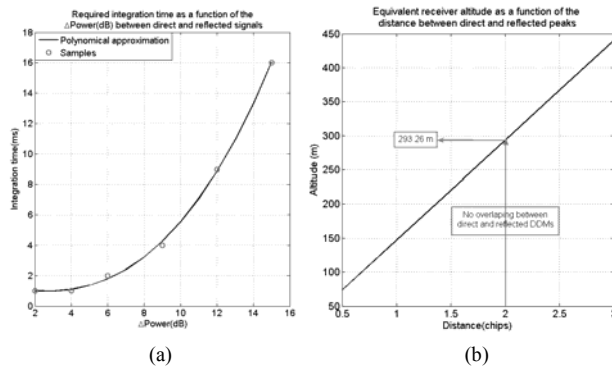 Required integration time as a function of the
△Power(dB) between direct and reflected signals
Polynomical approximation
Samples
18
16
14
12
10
8
6
4
2
0
Integration time(ms)
2 4 6 8 10 12 14 16
△Power(dB)
(a)
Equivalent receiver altitude as a function of the
distance between direct and reflected peaks
450
400
350
300
250
200
150
100
50
Altitude (m)
293.26 m
No overlaping between
direct and reflected DDMs
0.5 1 1.5 2 2.5 3
Distance(chips)
(b)